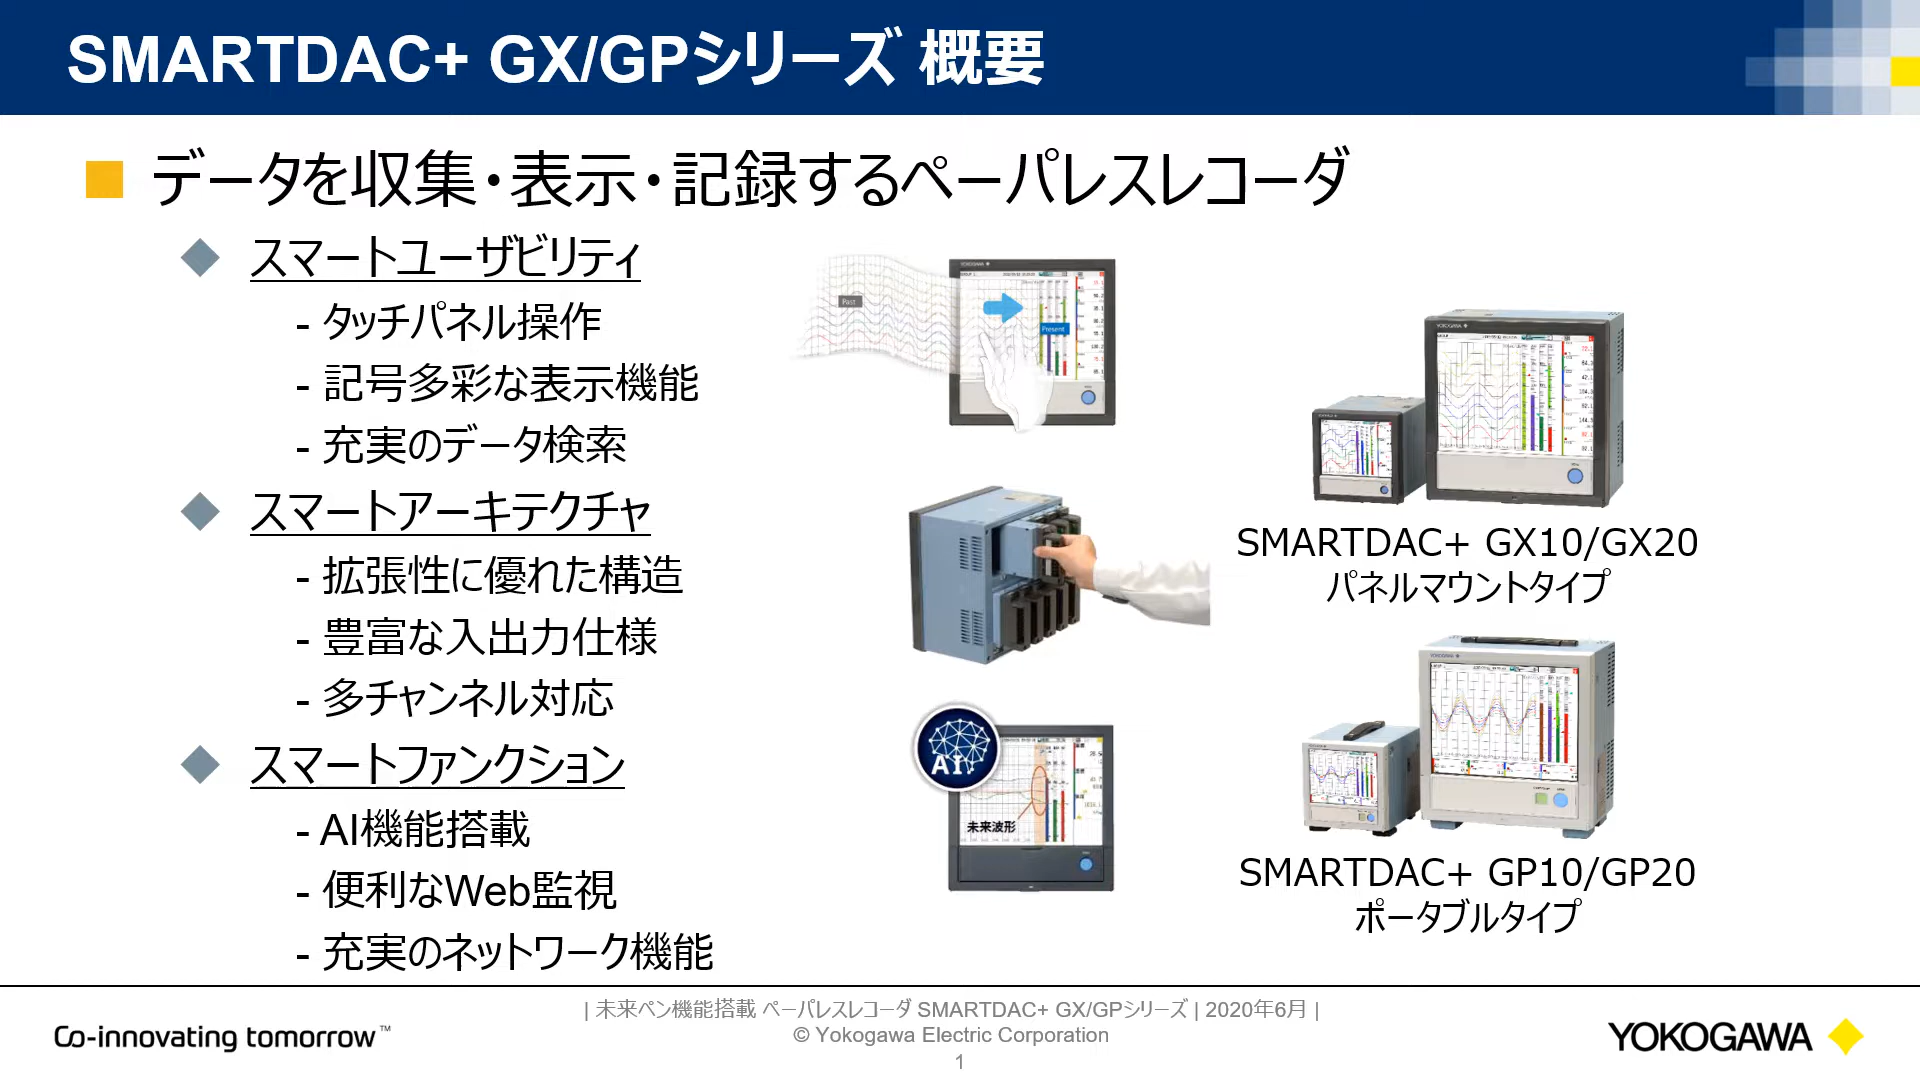 SMARTDAC+ GX/GPシリーズ 概要
データを収集・表示・記録するペーパレスレコーダ
スマートユーザビリティ
- タッチパネル操作
- 記号多彩な表示機能
- 充実のデータ検索
スマートアーキテクチャ
- 拡張性に優れた構造
- 豊富な入出力仕様
- 多チャンネル対応
スマートファンクション
- AI機能搭載
- 便利なWeb監視
- 充実のネットワーク機能
Past
Present
YOKOGAWA
AI
未来波形
YOKOGAWA
SMARTDAC+ GX10/GX20
パネルマウントタイプ
YOKOGAWA
SMARTDAC+ GP10/GP20
ポータブルタイプ
| 未来ペン機能搭載 ペーパレスレコーダ SMARTDAC+ GX/GPシリーズ | 2020年6月 |
© Yokogawa Electric Corporation
1
Co-innovating tomorrow™
YOKOGAWA